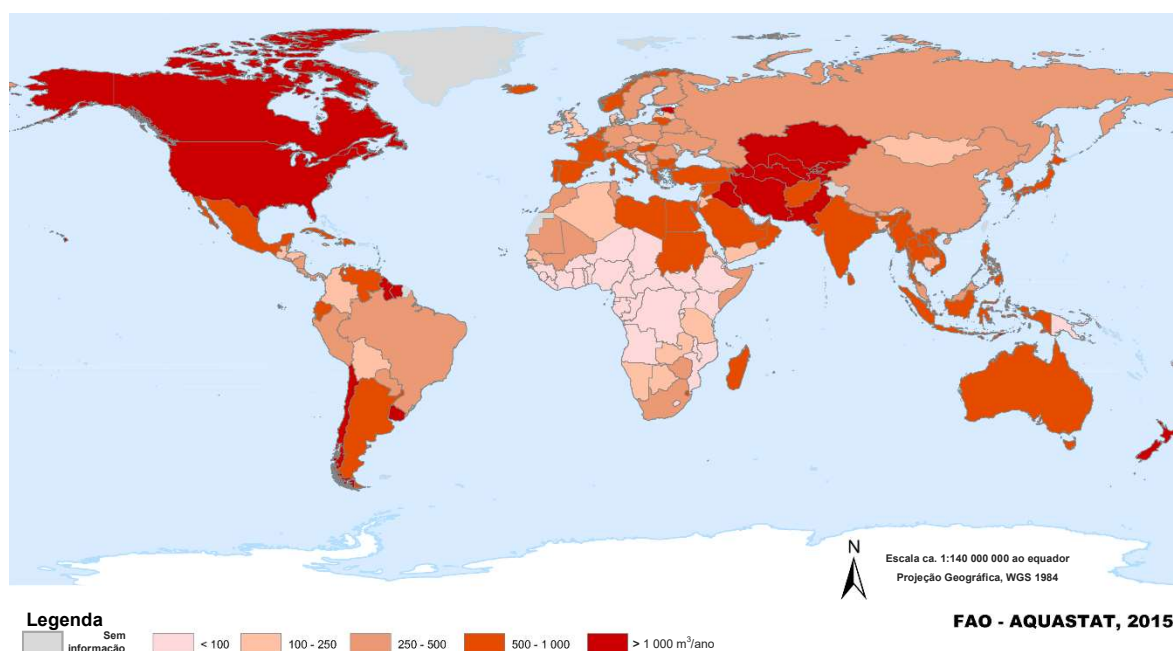 N
Escala ca. 1:140 000 000 ao equador
Projeção Geográfica, WGS 1984
Legenda
FAO - AQUASTAT, 2015
Sem
informação
< 100
100 - 250
250 - 500
500 - 1 000
> 1 000 m³/ano